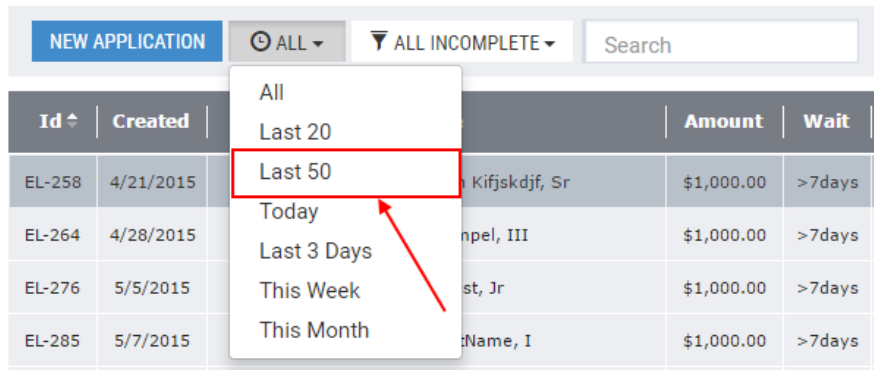 NEW APPLICATION ALL ALL INCOMPLETE Search
All
Last 20
Last 50
Today
Last 3 Days
This Week
This Month
Id Created Amount Wait
EL-258 4/21/2015 Kifjskdjf, Sr $1,000.00 >7days
EL-264 4/28/2015 III $1,000.00 >7days
EL-276 5/5/2015 Jr $1,000.00 >7days
EL-285 5/7/2015 I $1,000.00 >7days